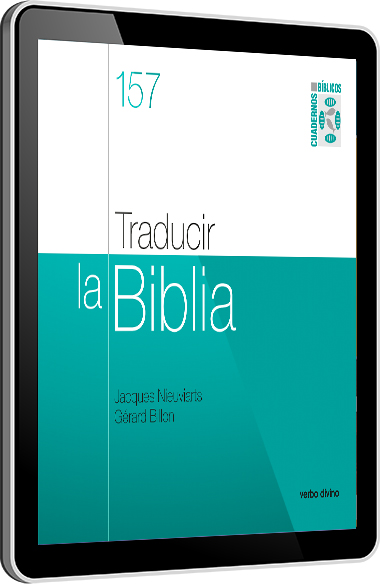 157
CUADERNOS
BÍBLICOS
Traducir
la Biblia
Jacques Nieuviarts
Gérard Billon
verbo divino